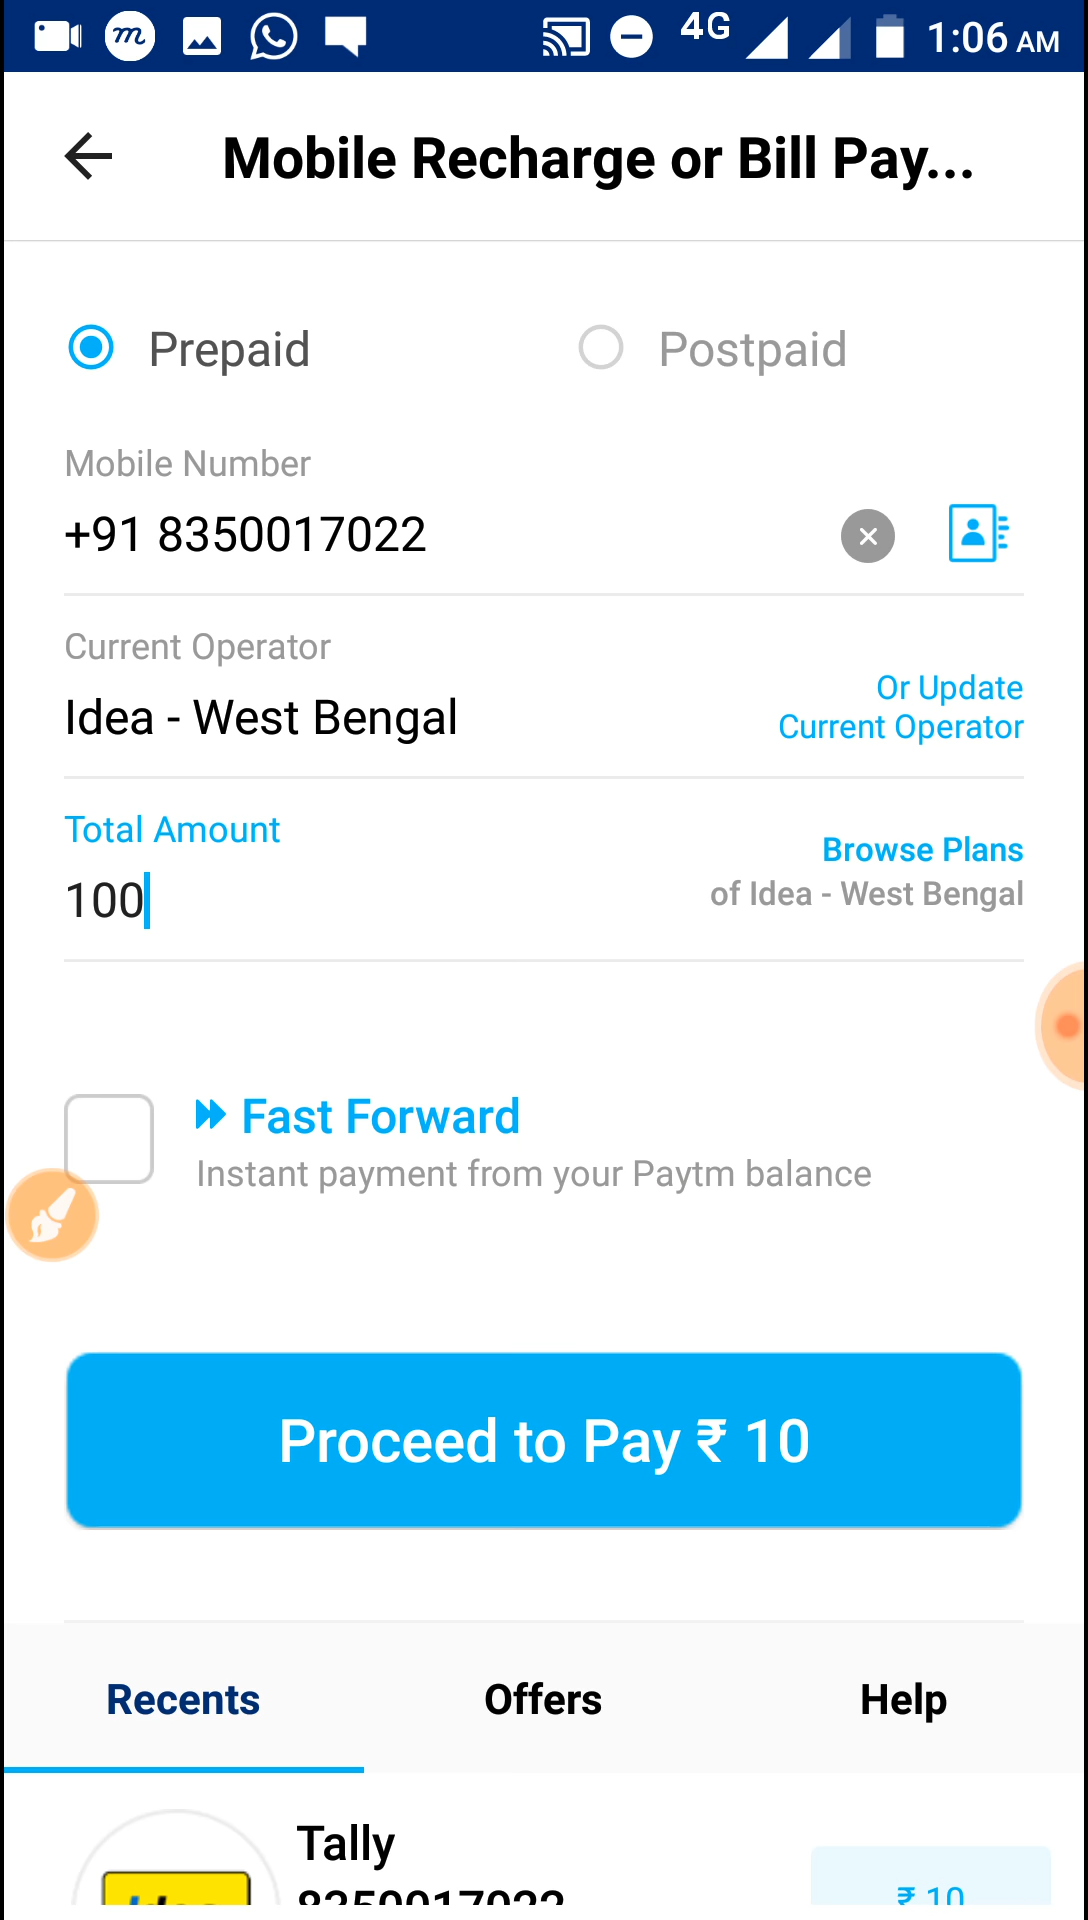 4G 1:06 AM
Mobile Recharge or Bill Pay...
Prepaid
Postpaid
Mobile Number
+91 8350017022
Current Operator
Idea - West Bengal
Or Update
Current Operator
Total Amount
100
Browse Plans
of Idea - West Bengal
Fast Forward
Instant payment from your Paytm balance
Proceed to Pay ₹ 10
Recents
Offers
Help
Tally
8350017022
₹ 10